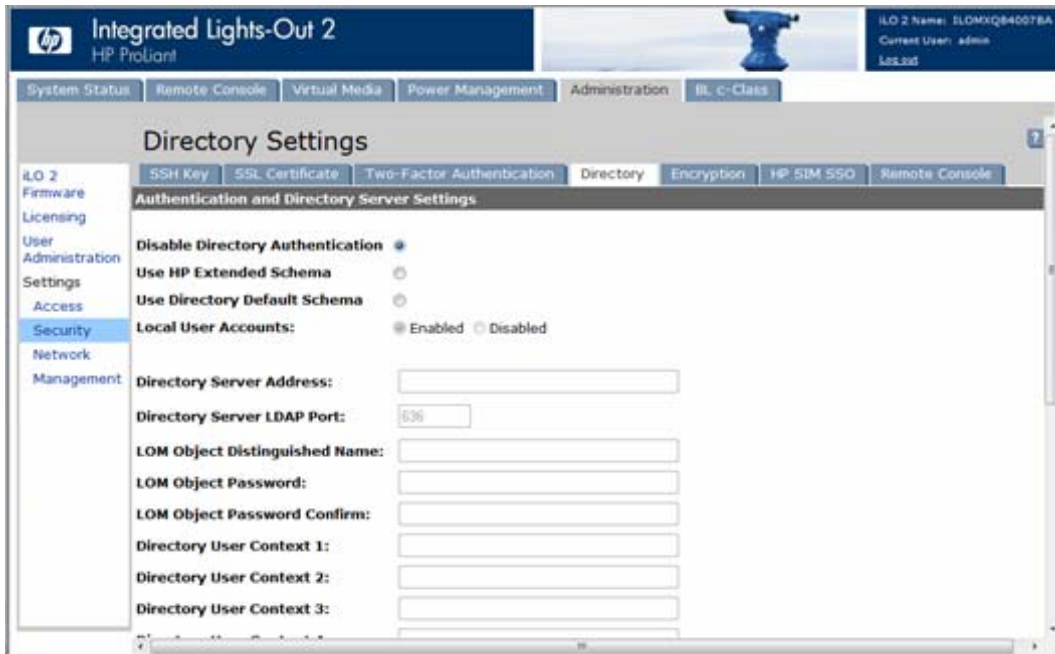 hp
Integrated Lights-Out 2
HP ProLiant
iLO 2 Name: ILOMXQ84007BA
Current User: admin
Log out
System Status Remote Console Virtual Media Power Management Administration BL c-Class
Directory Settings
?
SSH Key SSL Certificate Two-Factor Authentication Directory Encryption HP SIM SSO Remote Console
iLO 2
Firmware
Licensing
User
Administration
Settings
Access
Security
Network
Management
Authentication and Directory Server Settings
Disable Directory Authentication
Use HP Extended Schema
Use Directory Default Schema
Local User Accounts: Enabled Disabled
Directory Server Address:
Directory Server LDAP Port: 636
LOM Object Distinguished Name:
LOM Object Password:
LOM Object Password Confirm:
Directory User Context 1:
Directory User Context 2:
Directory User Context 3: